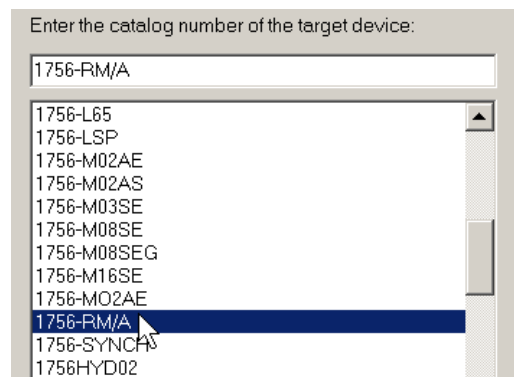 Enter the catalog number of the target device:
1756-RM/A
1756-L65
1756-LSP
1756-M02AE
1756-M02AS
1756-M03SE
1756-M08SE
1756-M08SEG
1756-M16SE
1756-MO2AE
1756-RM/A
1756-SYNCH
1756HYD02